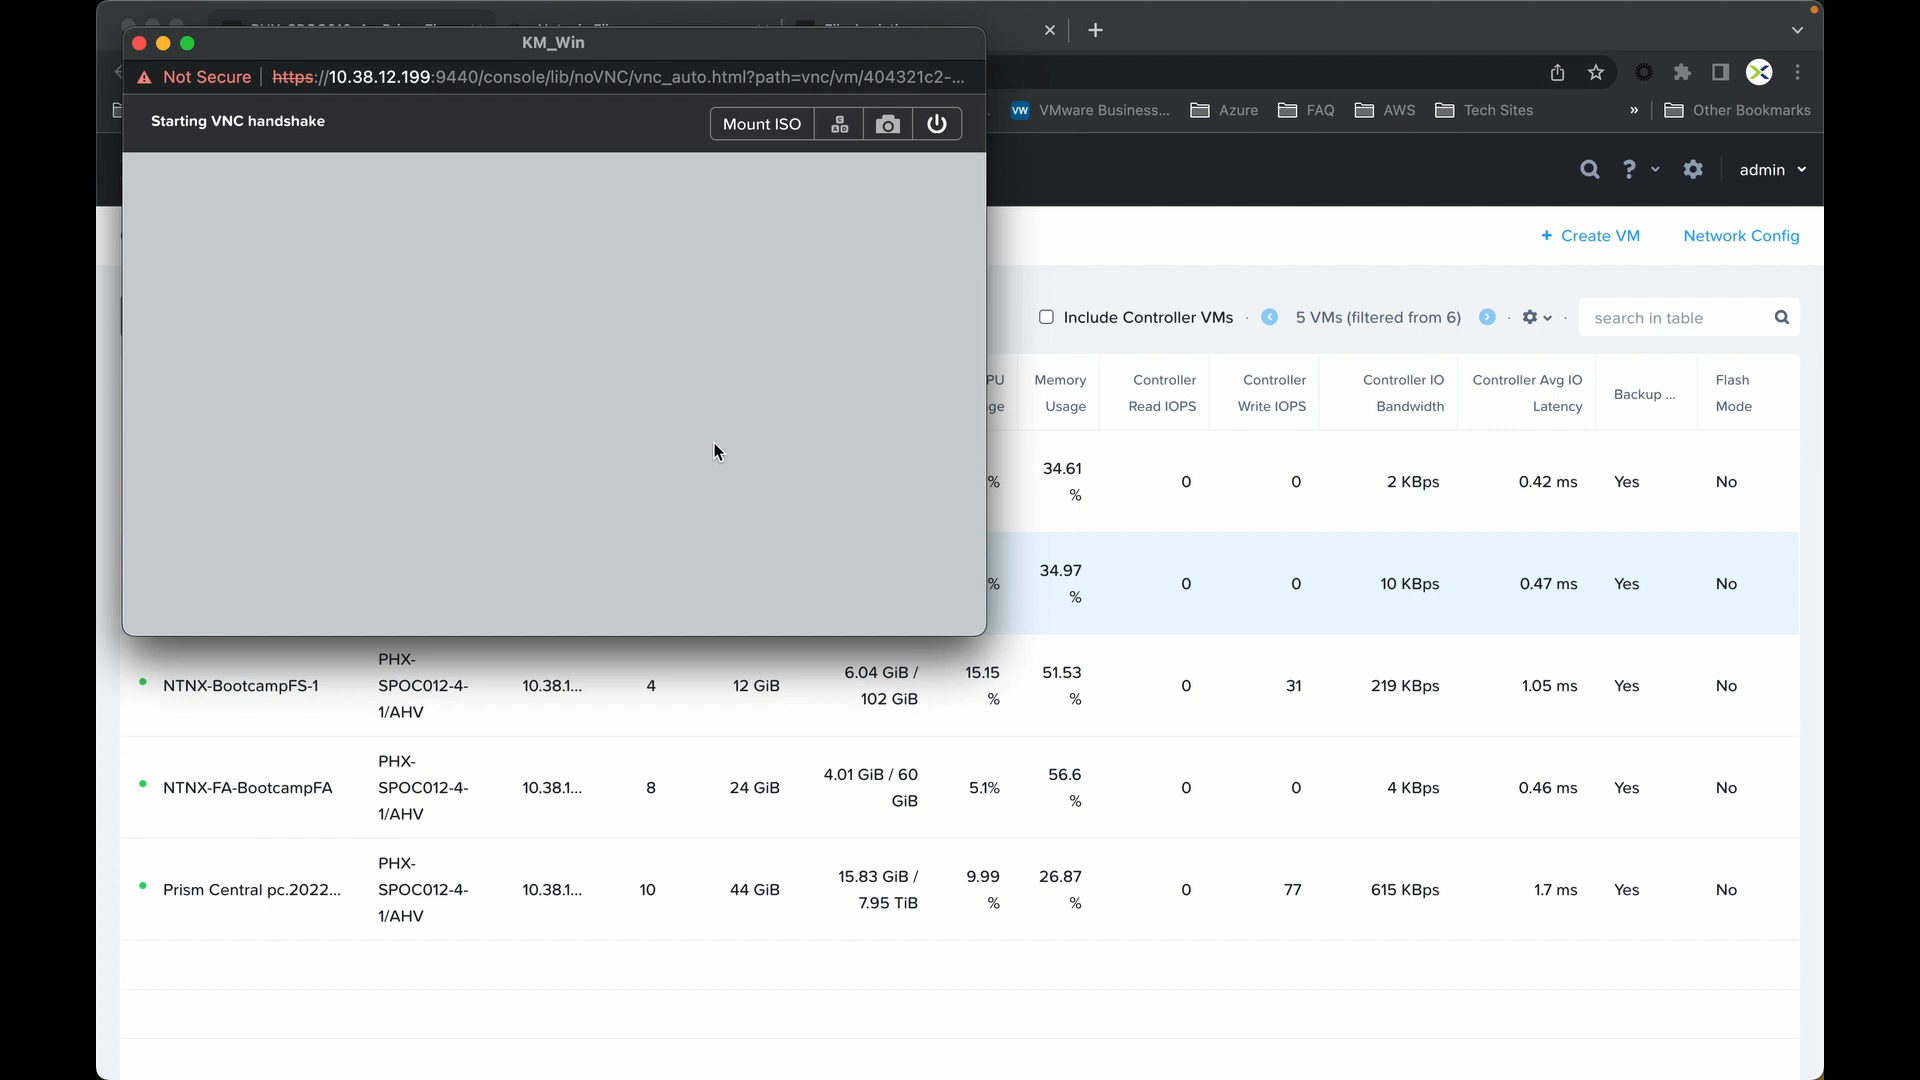 KM_Win
Not Secure https://10.38.12.199:9440/console/lib/noVNC/vnc_auto.html?path=vnc/vm/404321c2-...
VMware Business... Azure FAQ AWS Tech Sites » Other Bookmarks
Starting VNC handshake
Mount ISO
admin
+ Create VM Network Config
Include Controller VMs · 5 VMs (filtered from 6) · · search in table
PU
ge
Memory
Usage
Controller
Read IOPS
Controller
Write IOPS
Controller IO
Bandwidth
Controller Avg IO
Latency
Backup ...
Flash
Mode
% 34.61
% 0 0 2 KBps 0.42 ms Yes No
% 34.97
% 0 0 10 KBps 0.47 ms Yes No
NTNX-BootcampFS-1
PHX-
SPOC012-4-
1/AHV
10.38.1... 4 12 GiB
6.04 GiB /
102 GiB
15.15
%
51.53
%
0 31 219 KBps 1.05 ms Yes No
NTNX-FA-BootcampFA
PHX-
SPOC012-4-
1/AHV
10.38.1... 8 24 GiB
4.01 GiB / 60
GiB
5.1%
56.6
%
0 0 4 KBps 0.46 ms Yes No
Prism Central pc.2022...
PHX-
SPOC012-4-
1/AHV
10.38.1... 10 44 GiB
15.83 GiB /
7.95 TiB
9.99
%
26.87
%
0 77 615 KBps 1.7 ms Yes No